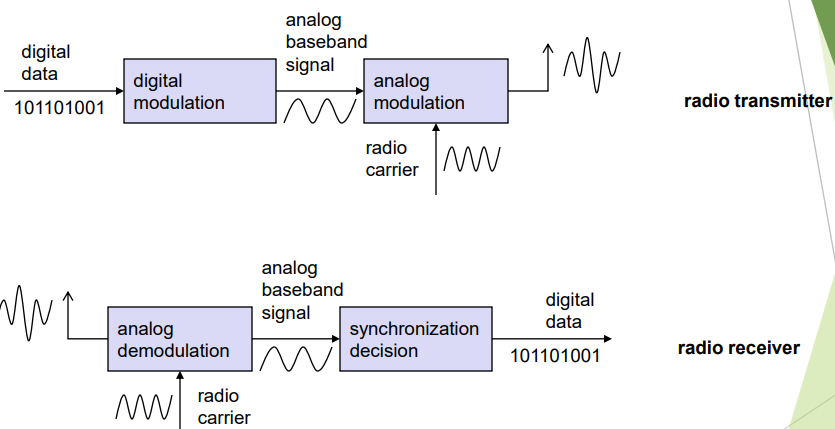 analog
baseband
signal
digital
data
101101001
digital
modulation
analog
modulation
radio
carrier
radio transmitter
analog
baseband
signal
analog
demodulation
synchronization
decision
digital
data
101101001
radio
carrier
radio receiver